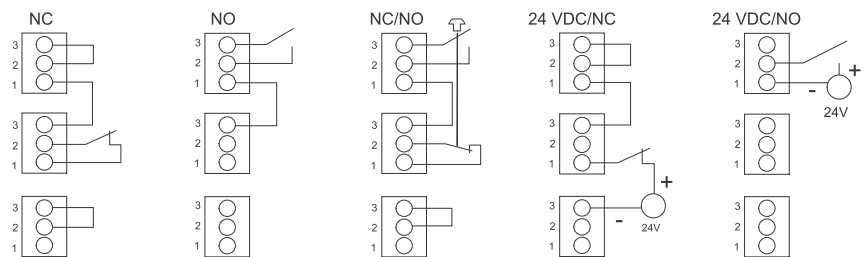 NC NO NC/NO 24 VDC/NC 24 VDC/NO
3 3 3 3 3
2 2 2 2 2 +
1 1 1 1 1 -
24V
3 3 3 3 3
2 2 2 2 2
1 1 1 1 1
+
3 3 3 3 3
2 2 2 2 - 24V 2
1 1 1 1 1